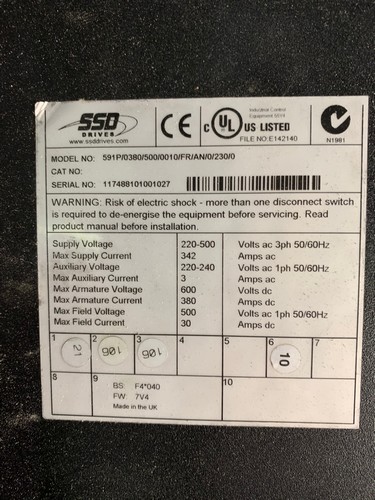 SSD
DRIVES
www.ssddrives.com
CE
C UL US LISTED
Industrial Control
FILE NO:E142140
N1981
MODEL NO: 591P/0380/500/0010/FR/AN/0/230/0
CAT NO:
SERIAL NO: 117488101001027
WARNING: Risk of electric shock - more than one disconnect switch
is required to de-energise the equipment before servicing. Read
product manual before installation.
Supply Voltage 220-500 Volts ac 3ph 50/60Hz
Max Supply Current 342 Amps ac
Auxiliary Voltage 220-240 Volts ac 1ph 50/60Hz
Max Auxiliary Current 3 Amps ac
Max Armature Voltage 600 Volts dc
Max Armature Current 380 Amps dc
Max Field Voltage 500 Volts ac 1ph 50/60Hz
Max Field Current 30 Amps dc
1 2 3 4 5 6 7
21 106 106 10
8 9 10
BS: F4*040
FW: 7V4
Made in the UK